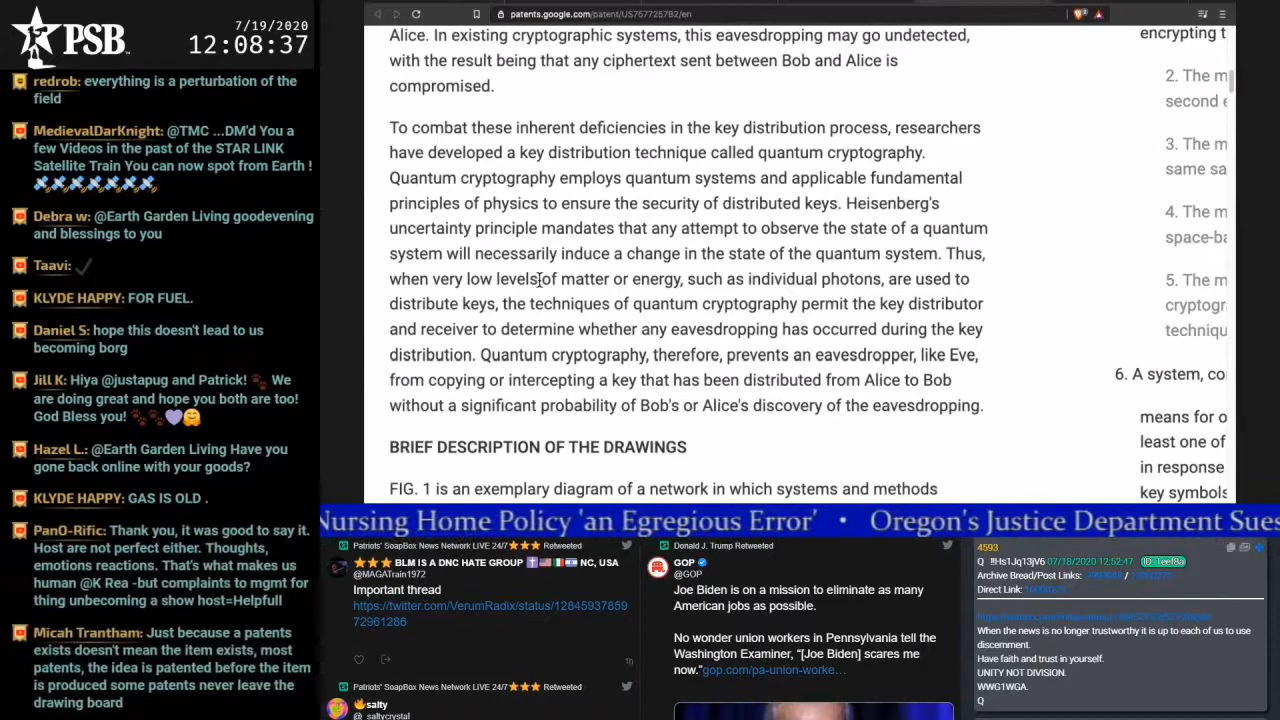 PSB
7/19/2020
12:08:37
redrob: everything is a perturbation of the
field
MedievalDarkKnight: @TMC ...DM'd You a
few Videos in the past of the STAR LINK
Satellite Train You can now spot from Earth !
Debra w: @Earth Garden Living goodevening
and blessings to you
Taavi:
KLYDE HAPPY: FOR FUEL.
Daniel S: hope this doesn't lead to us
becoming borg
Jill K: Hiya @justapug and Patrick! We
are doing great and hope you both are too!
God Bless you!
Hazel L.: @Earth Garden Living Have you
gone back online with your goods?
KLYDE HAPPY: GAS IS OLD .
PanO-Rific: Thank you, it was good to say it.
Host are not perfect either. Thoughts,
emotions reactions. That's what makes us
human @K Rea -but complaints to mgmt for
thing unbecoming a show host=Helpfull
Micah Trantham: Just because a patents
exists doesn't mean the item exists, most
patents, the idea is patented before the item
is produced some patents never leave the
drawing board
patents.google.com/patent/US7577257B2/en
Alice. In existing cryptographic systems, this eavesdropping may go undetected,
with the result being that any ciphertext sent between Bob and Alice is
compromised.
To combat these inherent deficiencies in the key distribution process, researchers
have developed a key distribution technique called quantum cryptography.
Quantum cryptography employs quantum systems and applicable fundamental
principles of physics to ensure the security of distributed keys. Heisenberg's
uncertainty principle mandates that any attempt to observe the state of a quantum
system will necessarily induce a change in the state of the quantum system. Thus,
when very low levels of matter or energy, such as individual photons, are used to
distribute keys, the techniques of quantum cryptography permit the key distributor
and receiver to determine whether any eavesdropping has occurred during the key
distribution. Quantum cryptography, therefore, prevents an eavesdropper, like Eve,
from copying or intercepting a key that has been distributed from Alice to Bob
without a significant probability of Bob's or Alice's discovery of the eavesdropping.
BRIEF DESCRIPTION OF THE DRAWINGS
FIG. 1 is an exemplary diagram of a network in which systems and methods
encrypting t
2. The m
second e
3. The m
same sa
4. The m
space-ba
5. The m
cryptogr
techniqu
6. A system, co
means for o
least one of
in response
key symbols
Nursing Home Policy 'an Egregious Error' • Oregon's Justice Department Sues
Patriots' SoapBox News Network LIVE 24/7 Retweeted
BLM IS A DNC HATE GROUP NC, USA
@MAGATrain1972
Important thread
https://twitter.com/VerumRadix/status/12845937859
72961286
Patriots' SoapBox News Network LIVE 24/7 Retweeted
salty
@_saltycrystal
Donald J. Trump Retweeted
GOP
@GOP
Joe Biden is on a mission to eliminate as many
American jobs as possible.
No wonder union workers in Pennsylvania tell the
Washington Examiner, "[Joe Biden] scares me
now."gop.com/pa-union-worke…
4593
Q !!Hs1Jq13jV6 07/18/2020 12:52:47 ID: 1eef8a
Archive Bread/Post Links:
Direct Link:
When the news is no longer trustworthy it is up to each of us to use
discernment.
Have faith and trust in yourself.
UNITY NOT DIVISION.
WWG1WGA.
Q